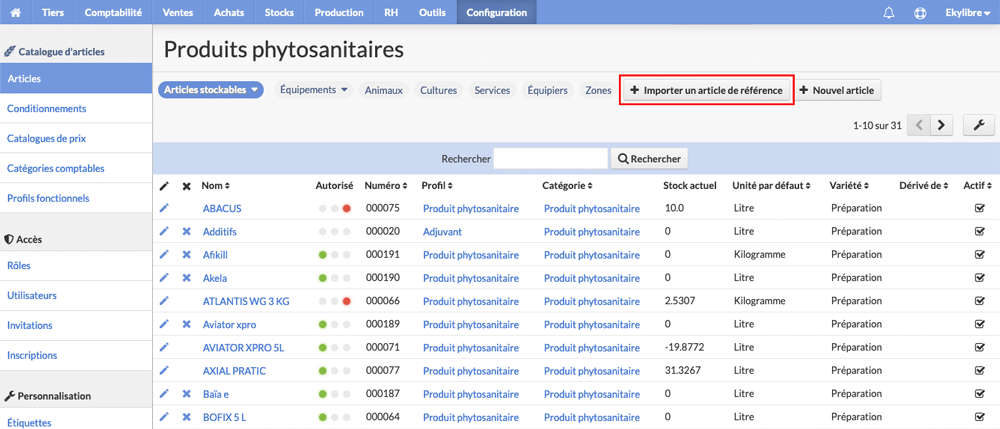 Tiers Comptabilité Ventes Achats Stocks Production RH Outils Configuration Ekylibre
Catalogue d'articles
Articles
Conditionnements
Catalogues de prix
Catégories comptables
Profils fonctionnels
Accès
Rôles
Utilisateurs
Invitations
Inscriptions
Personnalisation
Étiquettes
Produits phytosanitaires
Articles stockables Équipements Animaux Cultures Services Équipiers Zones + Importer un article de référence + Nouvel article
1-10 sur 31
Rechercher Rechercher
Nom Autorisé Numéro Profil Catégorie Stock actuel Unité par défaut Variété Dérivé de Actif
ABACUS 000075 Produit phytosanitaire Produit phytosanitaire 10.0 Litre Préparation
Additifs 000020 Adjuvant Produit phytosanitaire 0 Litre Préparation
Afikill 000191 Produit phytosanitaire Produit phytosanitaire 0 Kilogramme Préparation
Akela 000190 Produit phytosanitaire Produit phytosanitaire 0 Litre Préparation
ATLANTIS WG 3 KG 000066 Produit phytosanitaire Produit phytosanitaire 2.5307 Kilogramme Préparation
Aviator xpro 000189 Produit phytosanitaire Produit phytosanitaire 0 Litre Préparation
AVIATOR XPRO 5L 000071 Produit phytosanitaire Produit phytosanitaire -19.8772 Litre Préparation
AXIAL PRATIC 000077 Produit phytosanitaire Produit phytosanitaire 31.3267 Litre Préparation
Baïa e 000187 Produit phytosanitaire Produit phytosanitaire 0 Litre Préparation
BOFIX 5 L 000064 Produit phytosanitaire Produit phytosanitaire 0 Litre Préparation